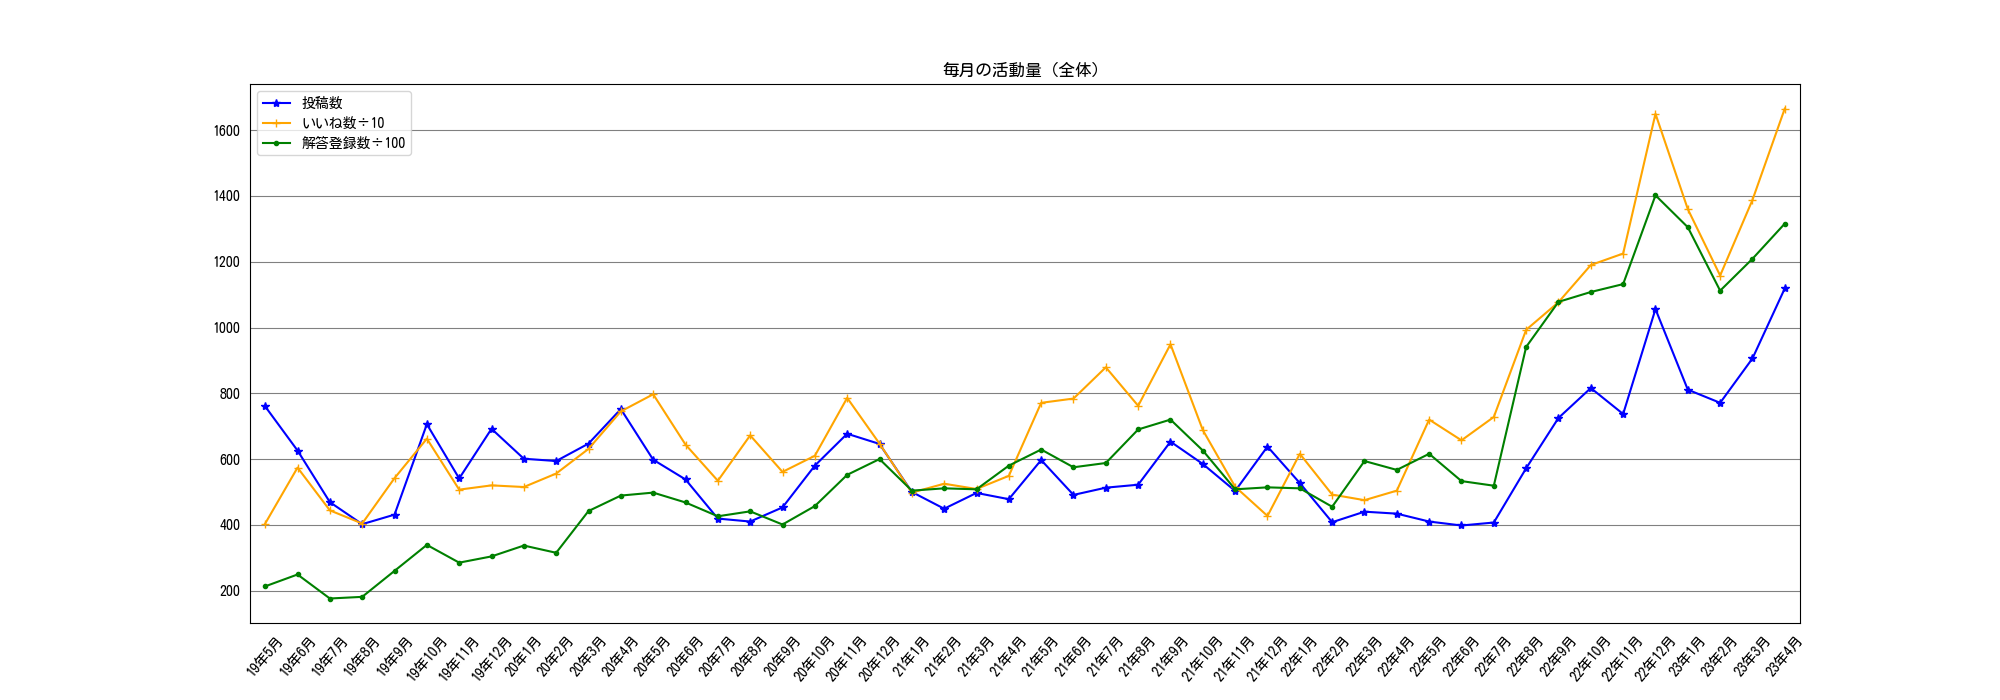 毎月の活動量（全体）
投稿数
いいね数÷10
解答登録数÷100
1600
1400
1200
1000
800
600
400
200
19年5月
19年6月
19年7月
19年8月
19年9月
19年10月
19年11月
19年12月
20年1月
20年2月
20年3月
20年4月
20年5月
20年6月
20年7月
20年8月
20年9月
20年10月
20年11月
20年12月
21年1月
21年2月
21年3月
21年4月
21年5月
21年6月
21年7月
21年8月
21年9月
21年10月
21年11月
21年12月
22年1月
22年2月
22年3月
22年4月
22年5月
22年6月
22年7月
22年8月
22年9月
22年10月
22年11月
22年12月
23年1月
23年2月
23年3月
23年4月